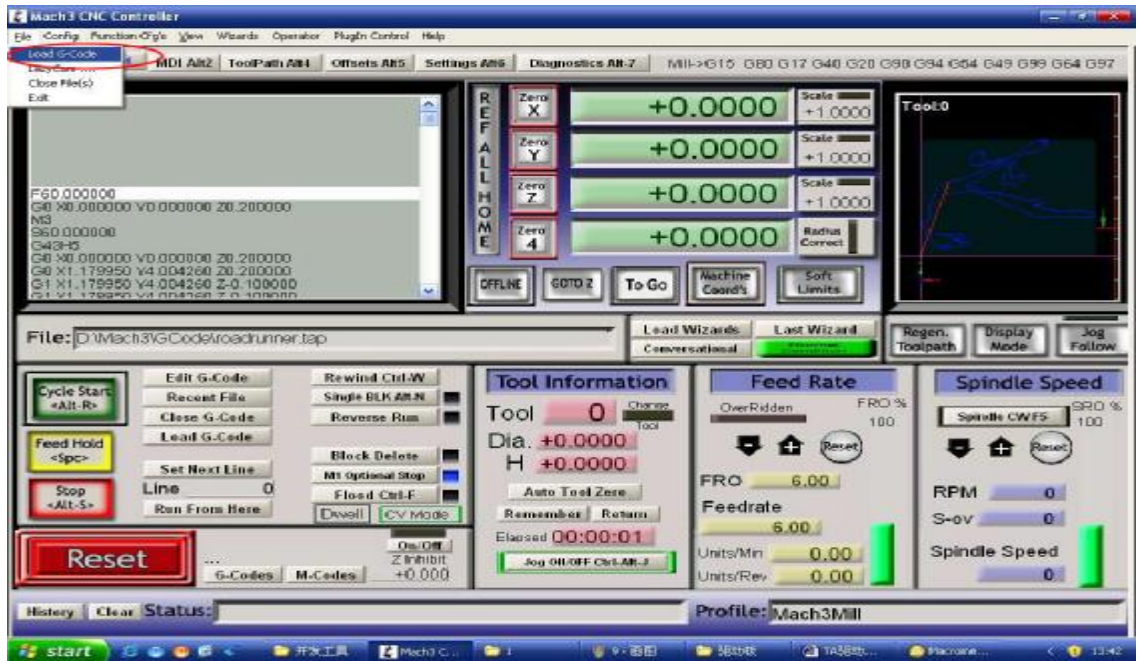 Mach3 CNC Controller
File Config Function Cfg's View Wizards Operator PlugIn Control Help
Load G-Code
Close File(s)
Exit
MDI Alt2 ToolPath Alt4 Offsets Alt5 Settings Alt6 Diagnostics Alt-7 Mill->G15 G80 G17 G40 G20 G90 G94 G54 G49 G99 G64 G97
F60.000000
G0 X0.000000 Y0.000000 Z0.200000
M3
S60.000000
G43H5
G0 X0.000000 Y0.000000 Z0.200000
G0 X1.179950 Y4.004260 Z0.200000
G1 X1.179950 Y4.004260 Z-0.100000
G1 X1.179950 Y4.004260 Z-0.100000
REF ALL HOME
Zero X +0.0000 Scale +1.0000
Zero Y +0.0000 Scale +1.0000
Zero Z +0.0000 Scale +1.0000
Zero 4 +0.0000 Radius Correct
OFFLINE GOTO Z To Go Machine Coord's Soft Limits
Tool:0
File: D:\Mach3\GCode\roadrunner.tap
Load Wizards Last Wizard
Conversational
Regen. Toolpath Display Mode Jog Follow
Cycle Start <Alt-R>
Feed Hold <Spc>
Stop <Alt-S>
Edit G-Code Rewind Ctrl-W
Recent File Single BLK Alt-N
Close G-Code Reverse Run
Load G-Code
Block Delete
Set Next Line M1 Optional Stop
Line 0 Flood Ctrl-F
Run From Here Dwell CV Mode
Reset
On/Off
Z Inhibit
... G-Codes M-Codes +0.000
Tool Information
Tool 0 Change Tool
Dia. +0.0000
H +0.0000
Auto Tool Zero
Remember Return
Elapsed 00:00:01
Jog ON/OFF Ctrl-Alt-J
Feed Rate
OverRidden FRO %
100
Reset
FRO 6.00
Feedrate
6.00
Units/Min 0.00
Units/Rev 0.00
Spindle Speed
Spindle CW F5 SRO %
100
Reset
RPM 0
S-ov 0
Spindle Speed
0
History Clear Status: Profile: Mach3Mill
start 开发工具 Mach3 C... 1 13:42